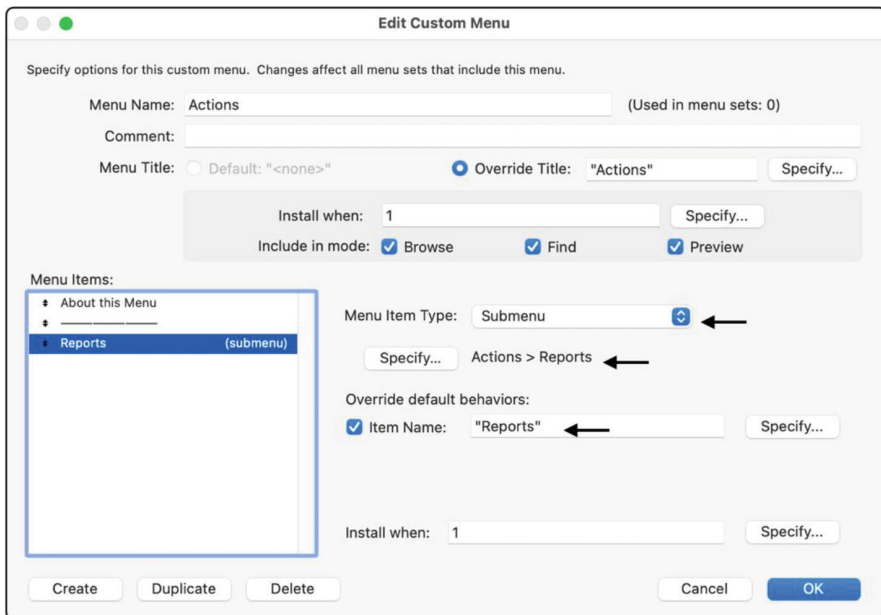 Edit Custom Menu
Specify options for this custom menu.  Changes affect all menu sets that include this menu.
Menu Name: Actions (Used in menu sets: 0)
Comment:
Menu Title: Default: "<none>" Override Title: "Actions" Specify...
Install when: 1 Specify...
Include in mode: Browse Find Preview
Menu Items:
About this Menu
Reports (submenu)
Menu Item Type: Submenu
Specify... Actions > Reports
Override default behaviors:
Item Name: "Reports" Specify...
Install when: 1 Specify...
Create Duplicate Delete Cancel OK